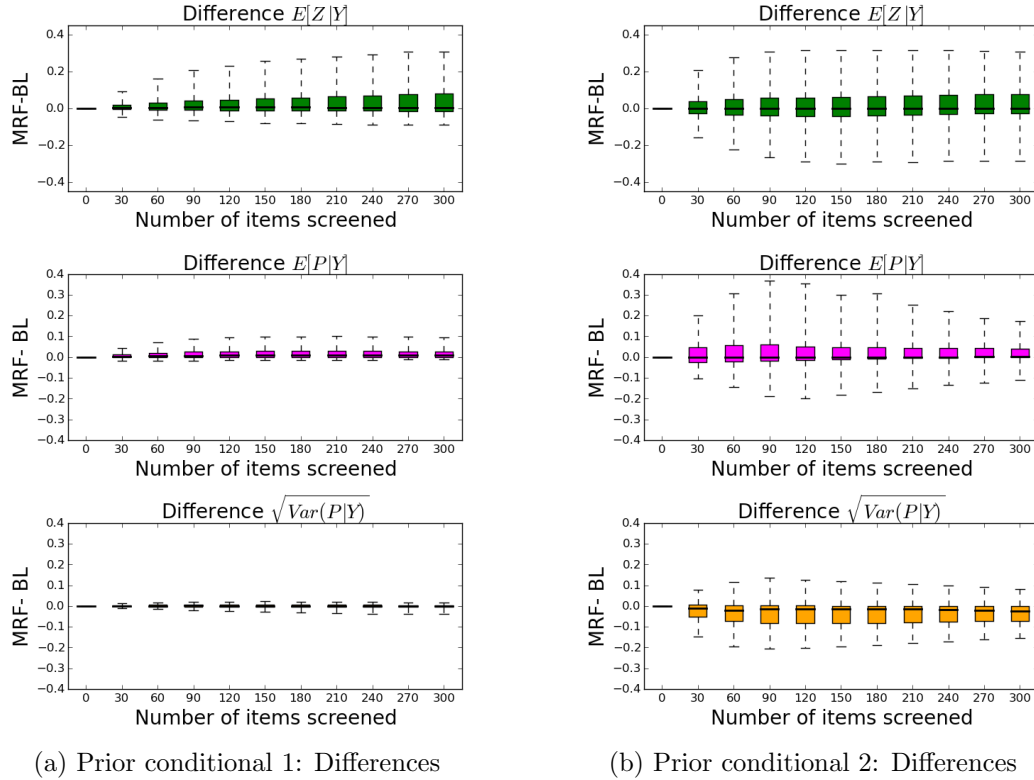 Difference E[Z|Y]
0.4
0.2
0.0
−0.2
−0.4
MRF-BL
0 30 60 90 120 150 180 210 240 270 300
Number of items screened
Difference E[P|Y]
0.4
0.3
0.2
0.1
0.0
−0.1
−0.2
−0.3
−0.4
MRF- BL
0 30 60 90 120 150 180 210 240 270 300
Number of items screened
Difference √Var(P|Y)
0.4
0.3
0.2
0.1
0.0
−0.1
−0.2
−0.3
−0.4
MRF- BL
0 30 60 90 120 150 180 210 240 270 300
Number of items screened
(a) Prior conditional 1: Differences
Difference E[Z|Y]
0.4
0.2
0.0
−0.2
−0.4
MRF-BL
0 30 60 90 120 150 180 210 240 270 300
Number of items screened
Difference E[P|Y]
0.4
0.3
0.2
0.1
0.0
−0.1
−0.2
−0.3
−0.4
MRF- BL
0 30 60 90 120 150 180 210 240 270 300
Number of items screened
Difference √Var(P|Y)
0.4
0.3
0.2
0.1
0.0
−0.1
−0.2
−0.3
−0.4
MRF- BL
0 30 60 90 120 150 180 210 240 270 300
Number of items screened
(b) Prior conditional 2: Differences